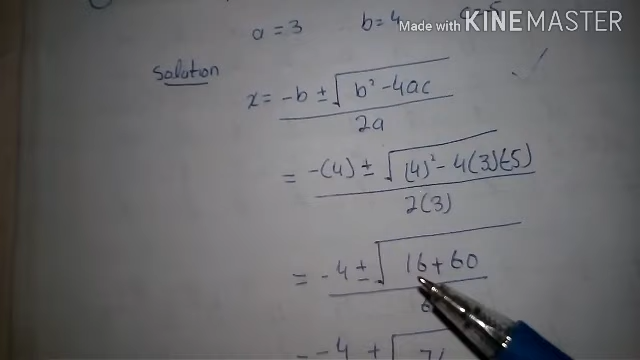 Made with KINEMASTER
a = 3 b = 4
Solution
x = -b ± √b² - 4ac
2a
= -(4) ± √(4)² - 4(3)(-5)
2(3)
= -4 ± √16 + 60
6